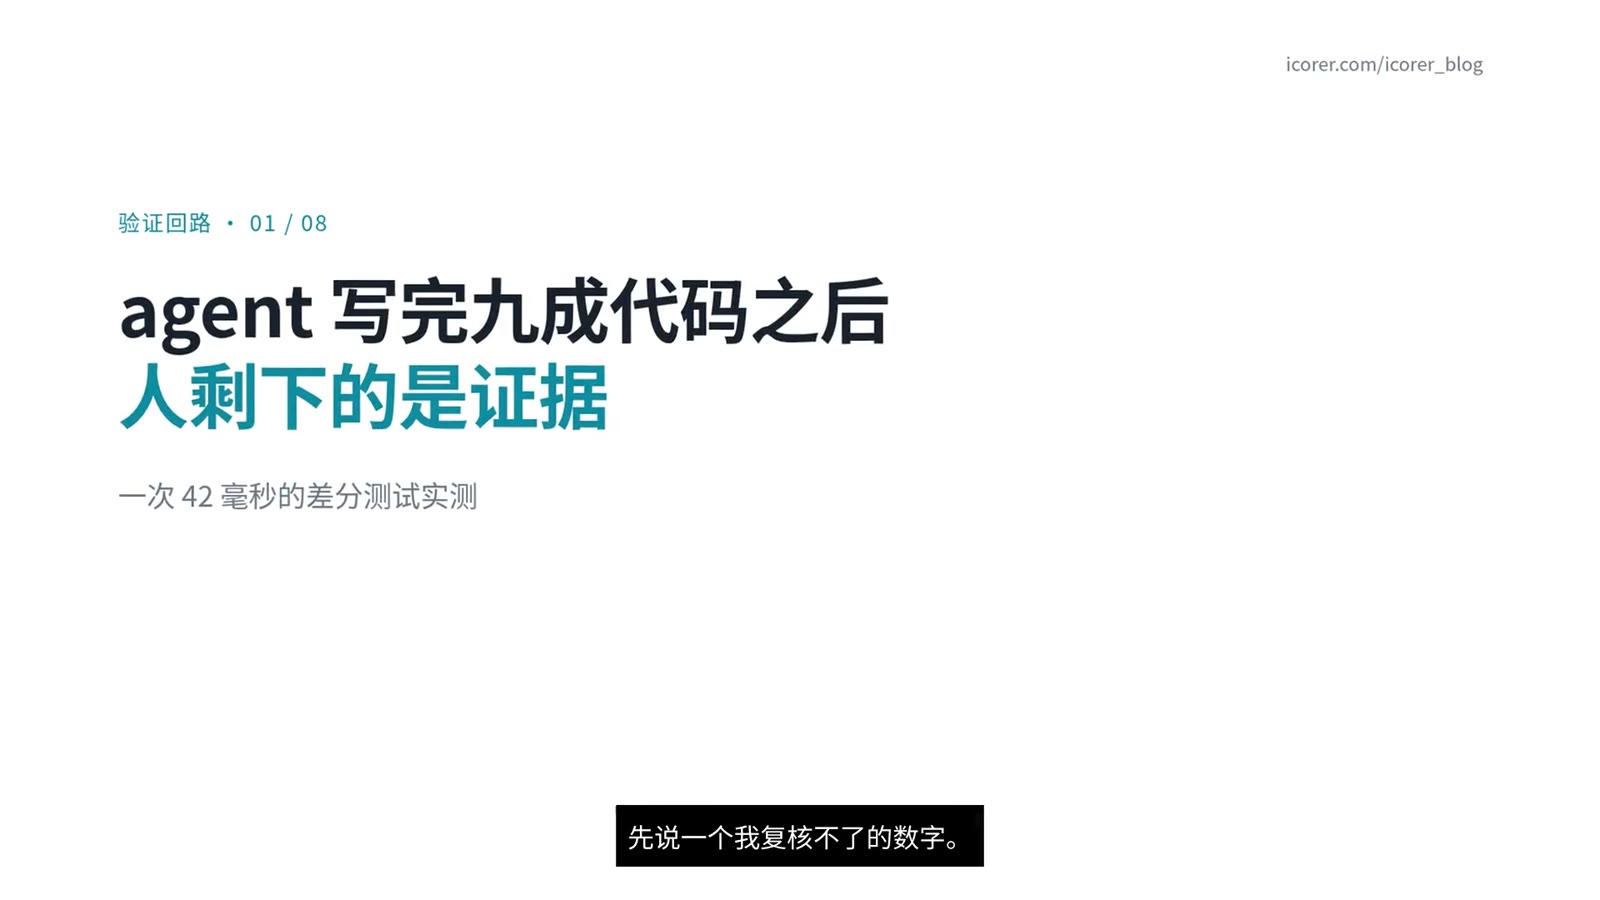 icorer.com/icorer_blog
验证回路 · 01 / 08
agent 写完九成代码之后
人剩下的是证据
一次 42 毫秒的差分测试实测
先说一个我复核不了的数字。